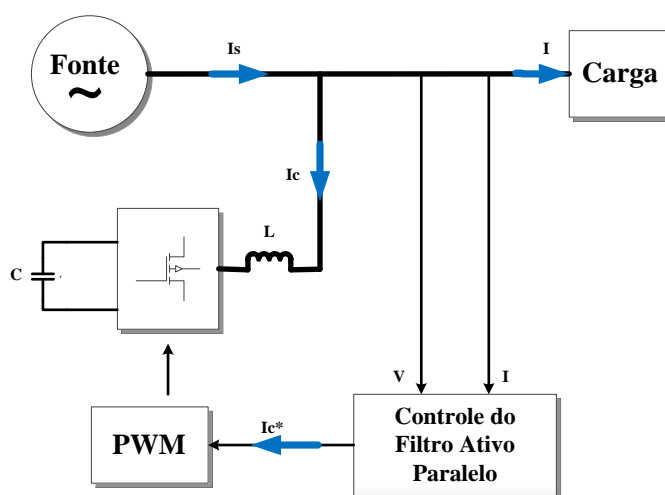 Is
I
Fonte
~
Carga
Ic
L
C
V
I
PWM
Ic*
Controle do
Filtro Ativo
Paralelo